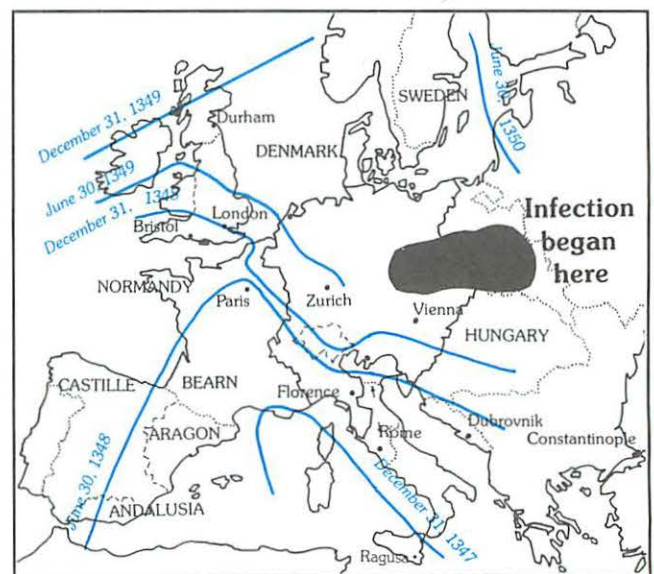 December 31, 1349
June 30, 1349
December 31, 1348
Durham
SWEDEN
June 30, 1350
DENMARK
London
Bristol
Infection
began
here
NORMANDY
Paris
Zurich
Vienna
HUNGARY
CASTILLE
BEARN
Florence
ARAGON
Rome
Dubrovnik
Constantinople
June 30, 1348
ANDALUSIA
December 31, 1347
Ragusa